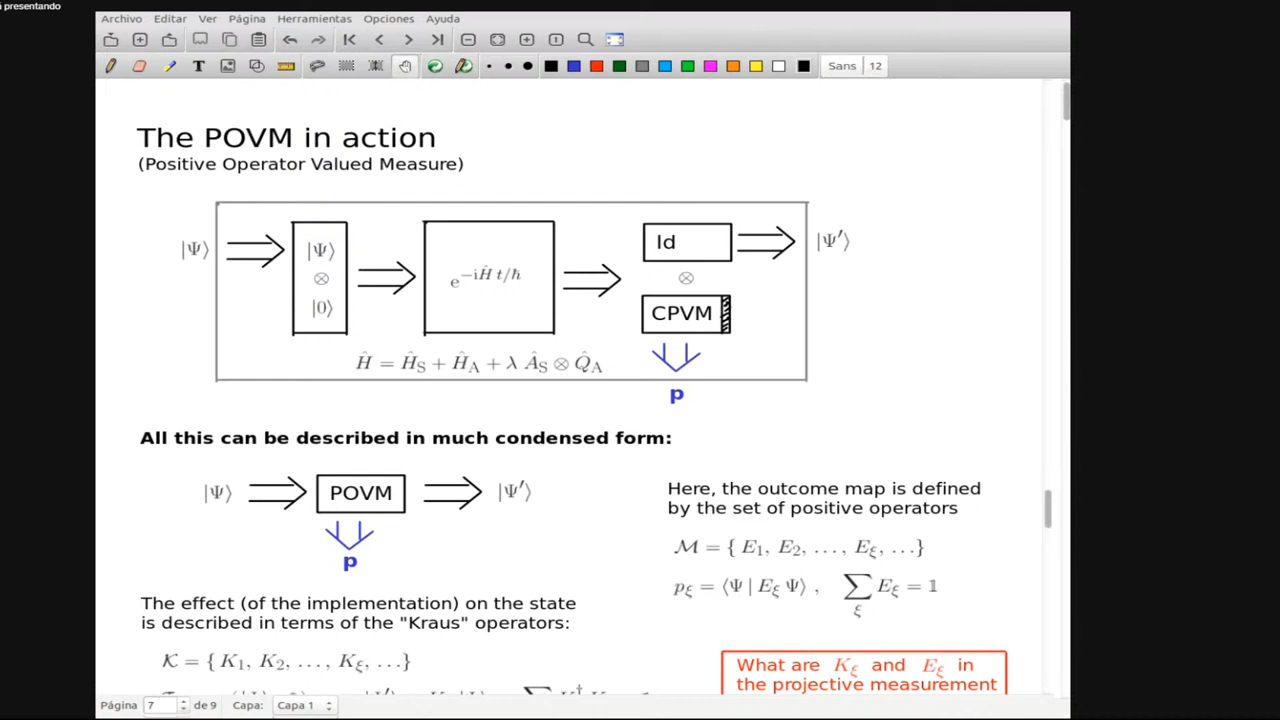 presentando
Archivo Editar Ver Página Herramientas Opciones Ayuda
Sans 12
The POVM in action
(Positive Operator Valued Measure)
|Ψ⟩
|Ψ⟩
⊗
|0⟩
e^{-iĤ t/ħ}
Id
⊗
CPVM
|Ψ′⟩
Ĥ = Ĥ_S + Ĥ_A + λ Â_S ⊗ Q̂_A
p
All this can be described in much condensed form:
|Ψ⟩ POVM |Ψ′⟩
p
Here, the outcome map is defined
by the set of positive operators
ℳ = { E_1, E_2, …, E_ξ, …}
p_ξ = ⟨Ψ | E_ξ Ψ⟩ , ∑_ξ E_ξ = 𝟙
The effect (of the implementation) on the state
is described in terms of the "Kraus" operators:
𝒦 = { K_1, K_2, …, K_ξ, …}
What are K_ξ and E_ξ in
the projective measurement
Página 7 de 9 Capa: Capa 1